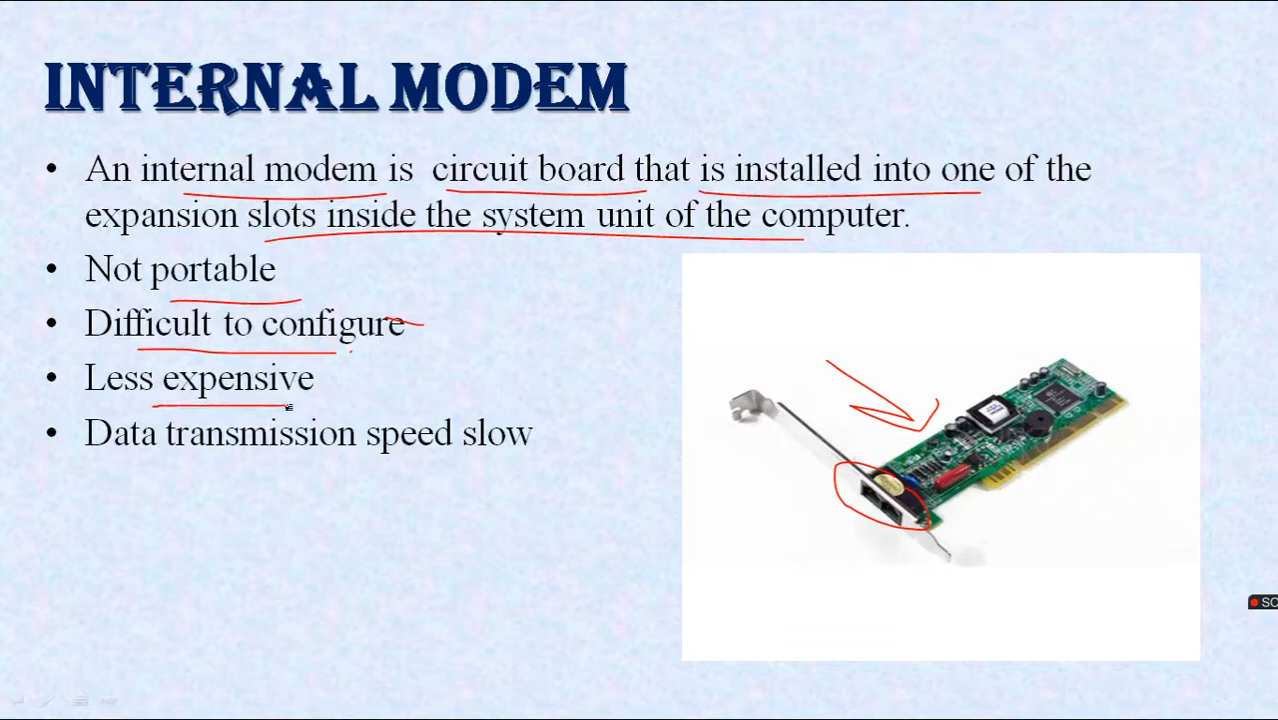 INTERNAL MODEM
• An internal modem is circuit board that is installed into one of the
expansion slots inside the system unit of the computer.
• Not portable
• Difficult to configure
• Less expensive
• Data transmission speed slow
SC